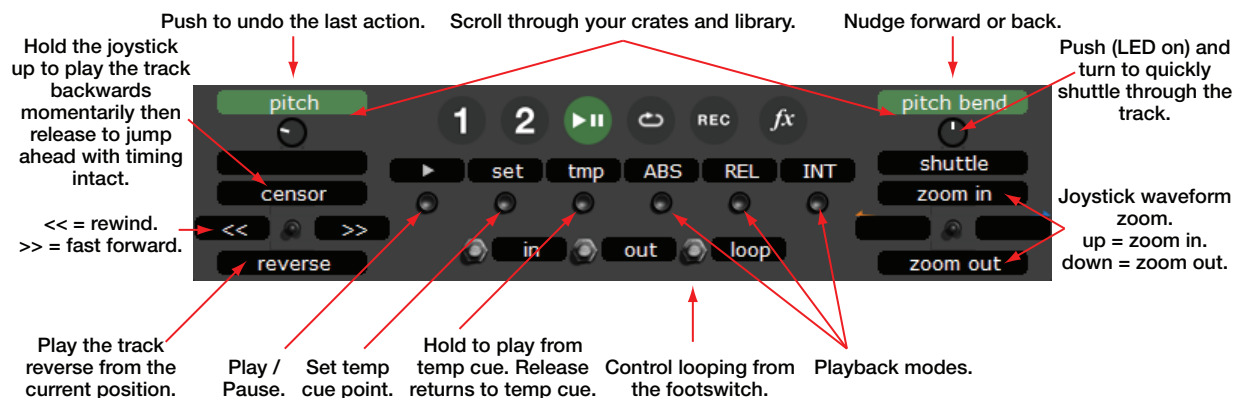 Push to undo the last action.
Scroll through your crates and library.
Nudge forward or back.
Hold the joystick
up to play the track
backwards
momentarily then
release to jump
ahead with timing
intact.
Push (LED on) and
turn to quickly
shuttle through the
track.
pitch
1 2 REC fx
pitch bend
shuttle
set tmp ABS REL INT
censor
zoom in
<< = rewind.
>> = fast forward.
<< >>
in out loop
reverse
zoom out
Joystick waveform
zoom.
up = zoom in.
down = zoom out.
Play the track
reverse from the
current position.
Play /
Pause.
Set temp
cue point.
Hold to play from
temp cue. Release
returns to temp cue.
Control looping from
the footswitch.
Playback modes.